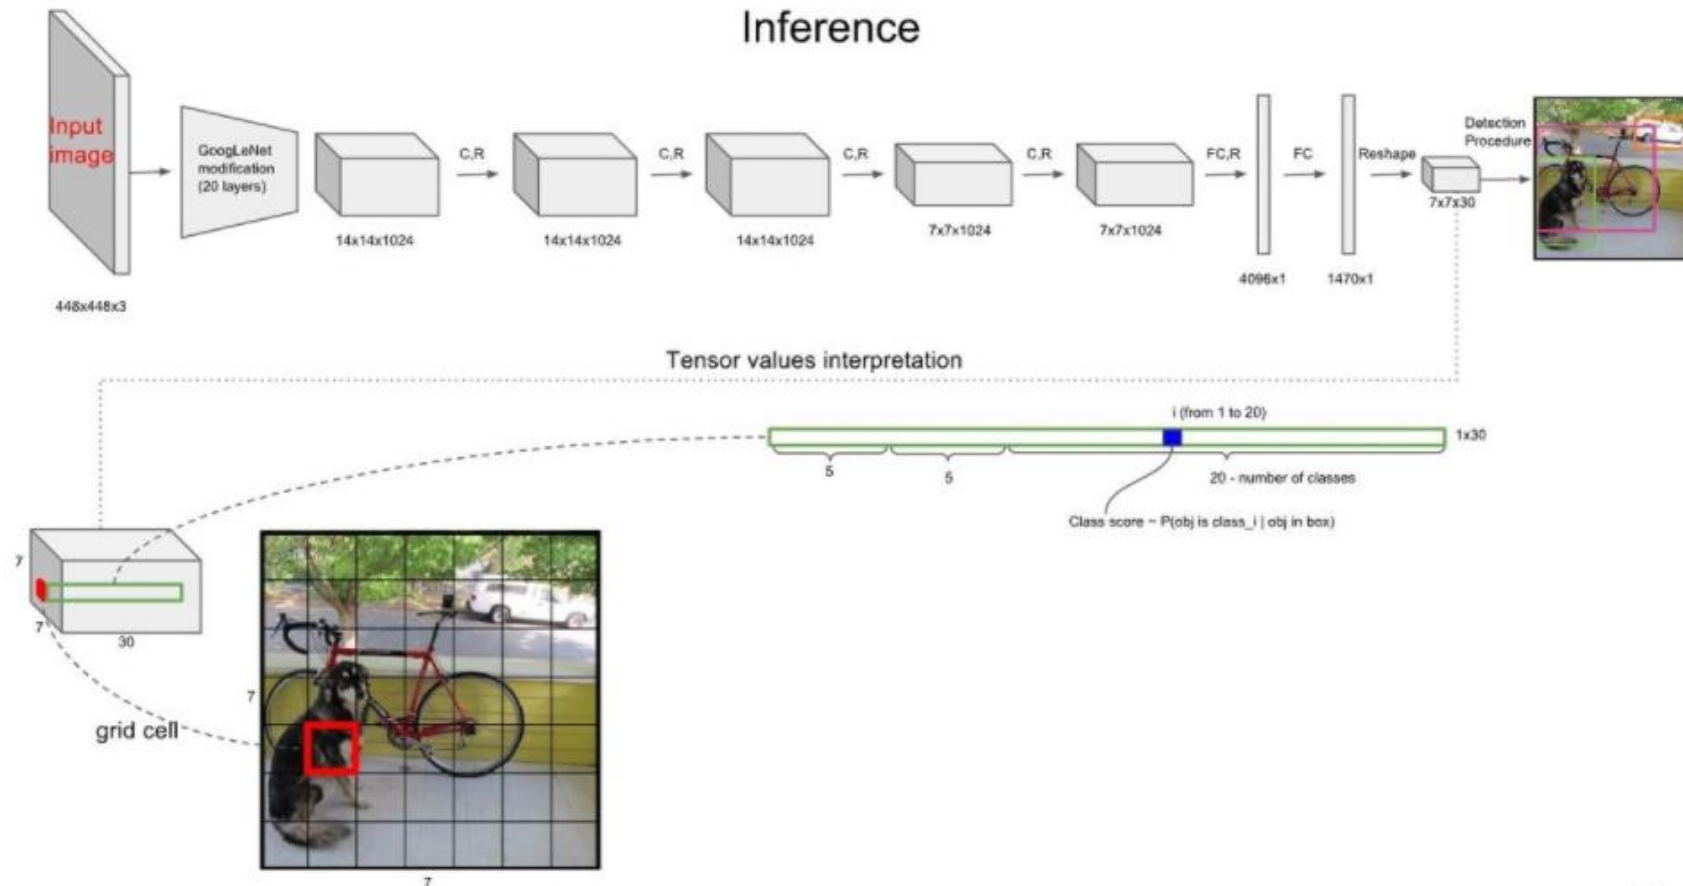 Inference
Input
image
448x448x3
GoogLeNet
modification
(20 layers)
14x14x1024
C,R
14x14x1024
C,R
14x14x1024
C,R
7x7x1024
C,R
7x7x1024
FC,R
4096x1
FC
1470x1
Reshape
7x7x30
Detection
Procedure
Tensor values interpretation
i (from 1 to 20)
1x30
5
5
20 - number of classes
Class score ~ P(obj is class_i | obj in box)
7
7
30
grid cell
7
7